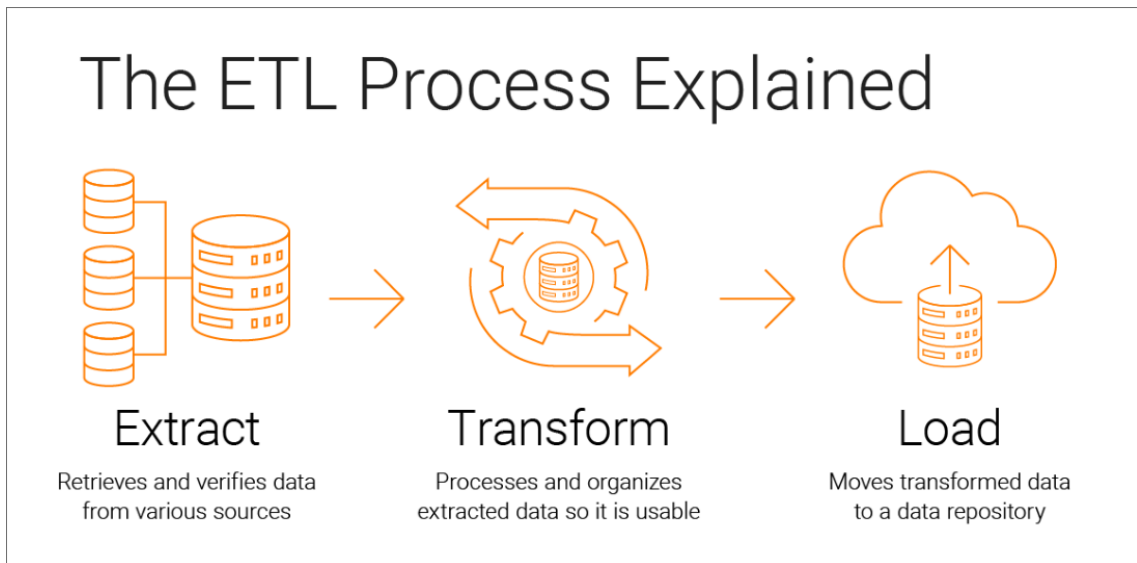 The ETL Process Explained
Extract
Retrieves and verifies data
from various sources
Transform
Processes and organizes
extracted data so it is usable
Load
Moves transformed data
to a data repository